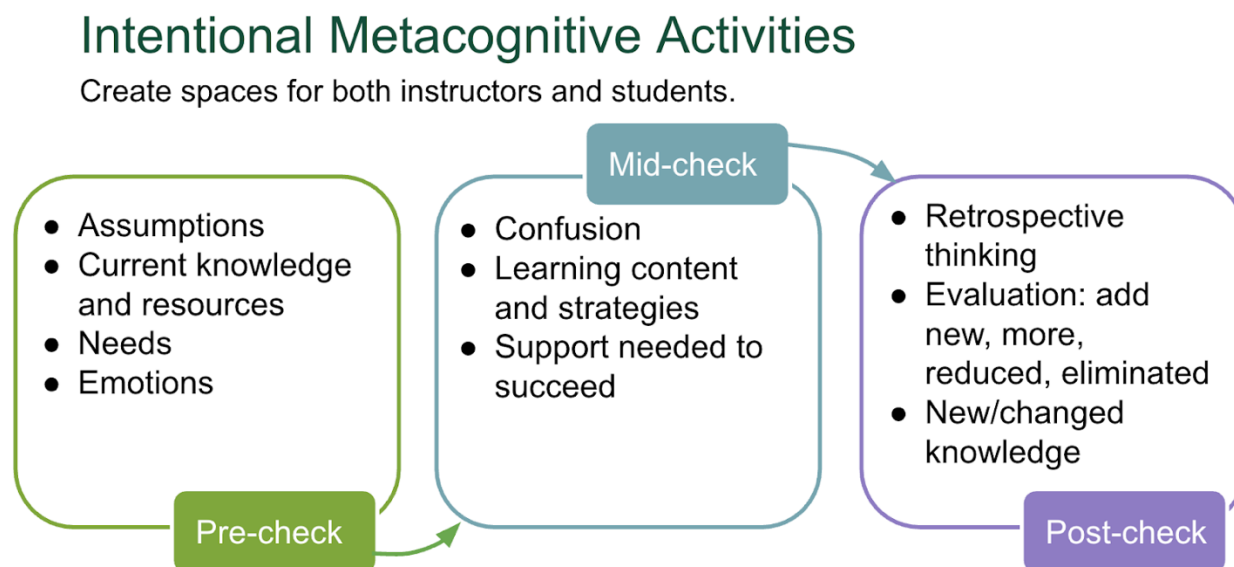 Intentional Metacognitive Activities
Create spaces for both instructors and students.
● Assumptions
● Current knowledge
and resources
● Needs
● Emotions
Pre-check
Mid-check
● Confusion
● Learning content
and strategies
● Support needed to
succeed
● Retrospective
thinking
● Evaluation: add
new, more,
reduced, eliminated
● New/changed
knowledge
Post-check